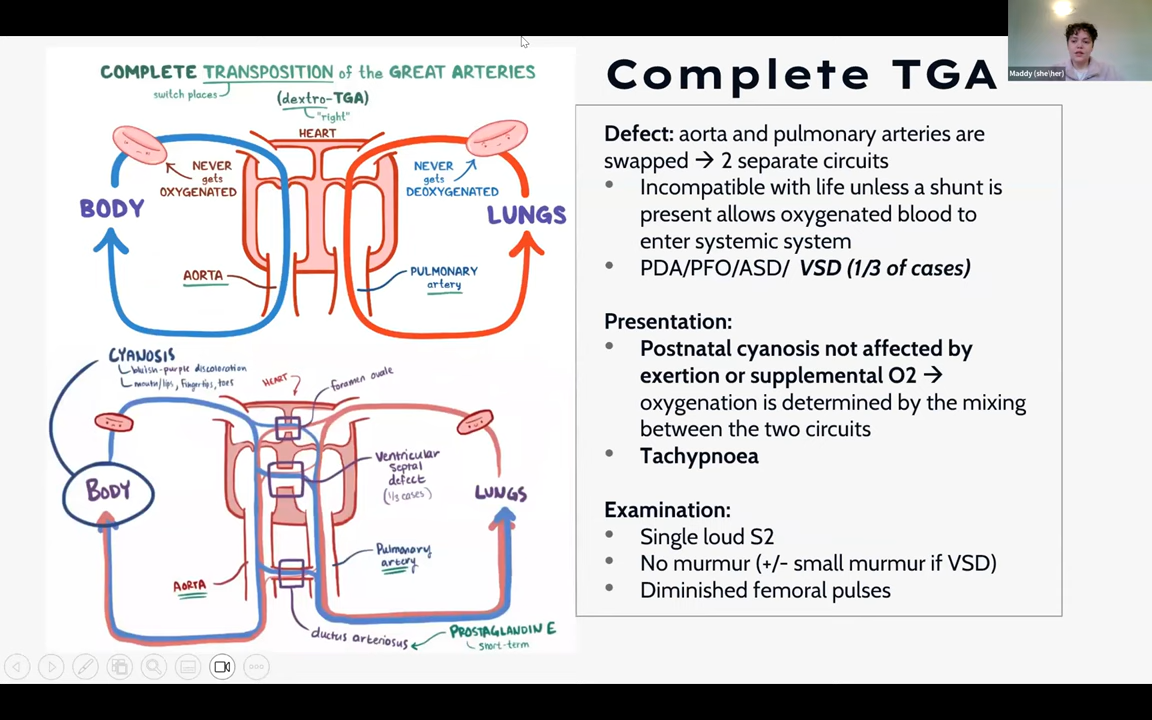 COMPLETE TRANSPOSITION of the GREAT ARTERIES
switch places
(dextro-TGA)
"right"
HEART
NEVER
gets
OXYGENATED
NEVER
gets
DEOXYGENATED
BODY
LUNGS
AORTA
PULMONARY
artery
CYANOSIS
bluish-purple discoloration
mouth/lips, fingertips, toes
HEART
foramen ovale
Ventricular
Septal
defect
(1/3 cases)
BODY
LUNGS
Pulmonary
artery
AORTA
ductus arteriosus
PROSTAGLANDIN E
short-term
Complete TGA
Defect: aorta and pulmonary arteries are
swapped → 2 separate circuits
• Incompatible with life unless a shunt is
present allows oxygenated blood to
enter systemic system
• PDA/PFO/ASD/ VSD (1/3 of cases)
Presentation:
• Postnatal cyanosis not affected by
exertion or supplemental O2 →
oxygenation is determined by the mixing
between the two circuits
• Tachypnoea
Examination:
• Single loud S2
• No murmur (+/- small murmur if VSD)
• Diminished femoral pulses
Maddy (she\her)